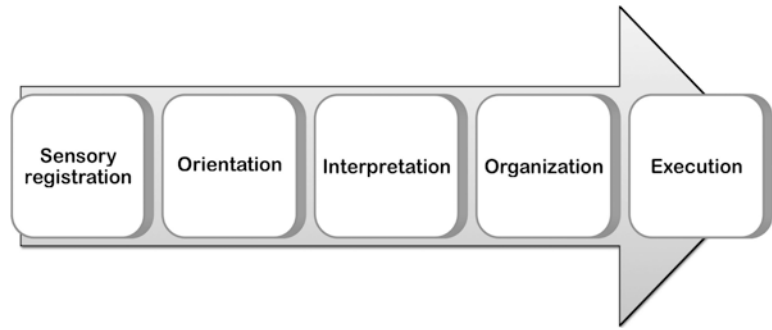 Sensory
registration
Orientation
Interpretation
Organization
Execution